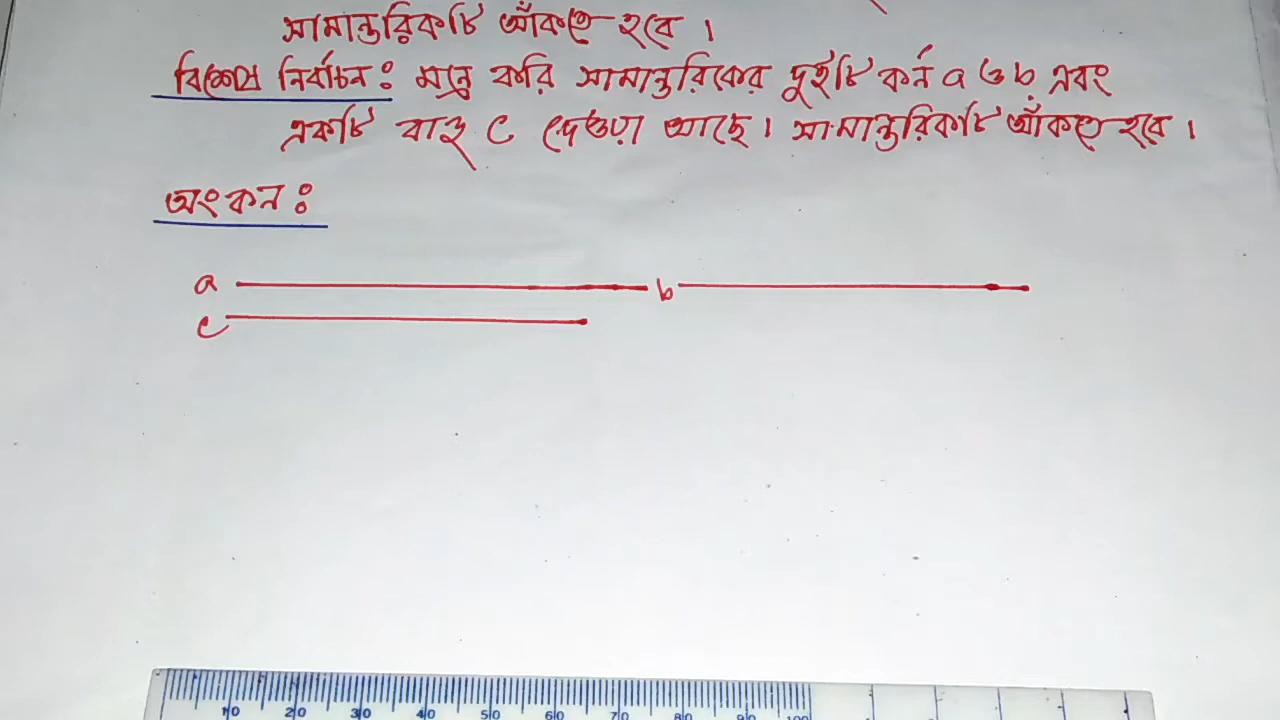 সামান্তরিকটি আঁকতে হবে ।
বিশেষ নির্বাচন : মনে করি সামান্তরিকের দুইটি কর্ন a ও b এবং
একটি বাহু c দেওয়া আছে । সামান্তরিকটি আঁকতে হবে ।
অংকন :
a b
c
10 20 30 40 50 60 70 80 90 100